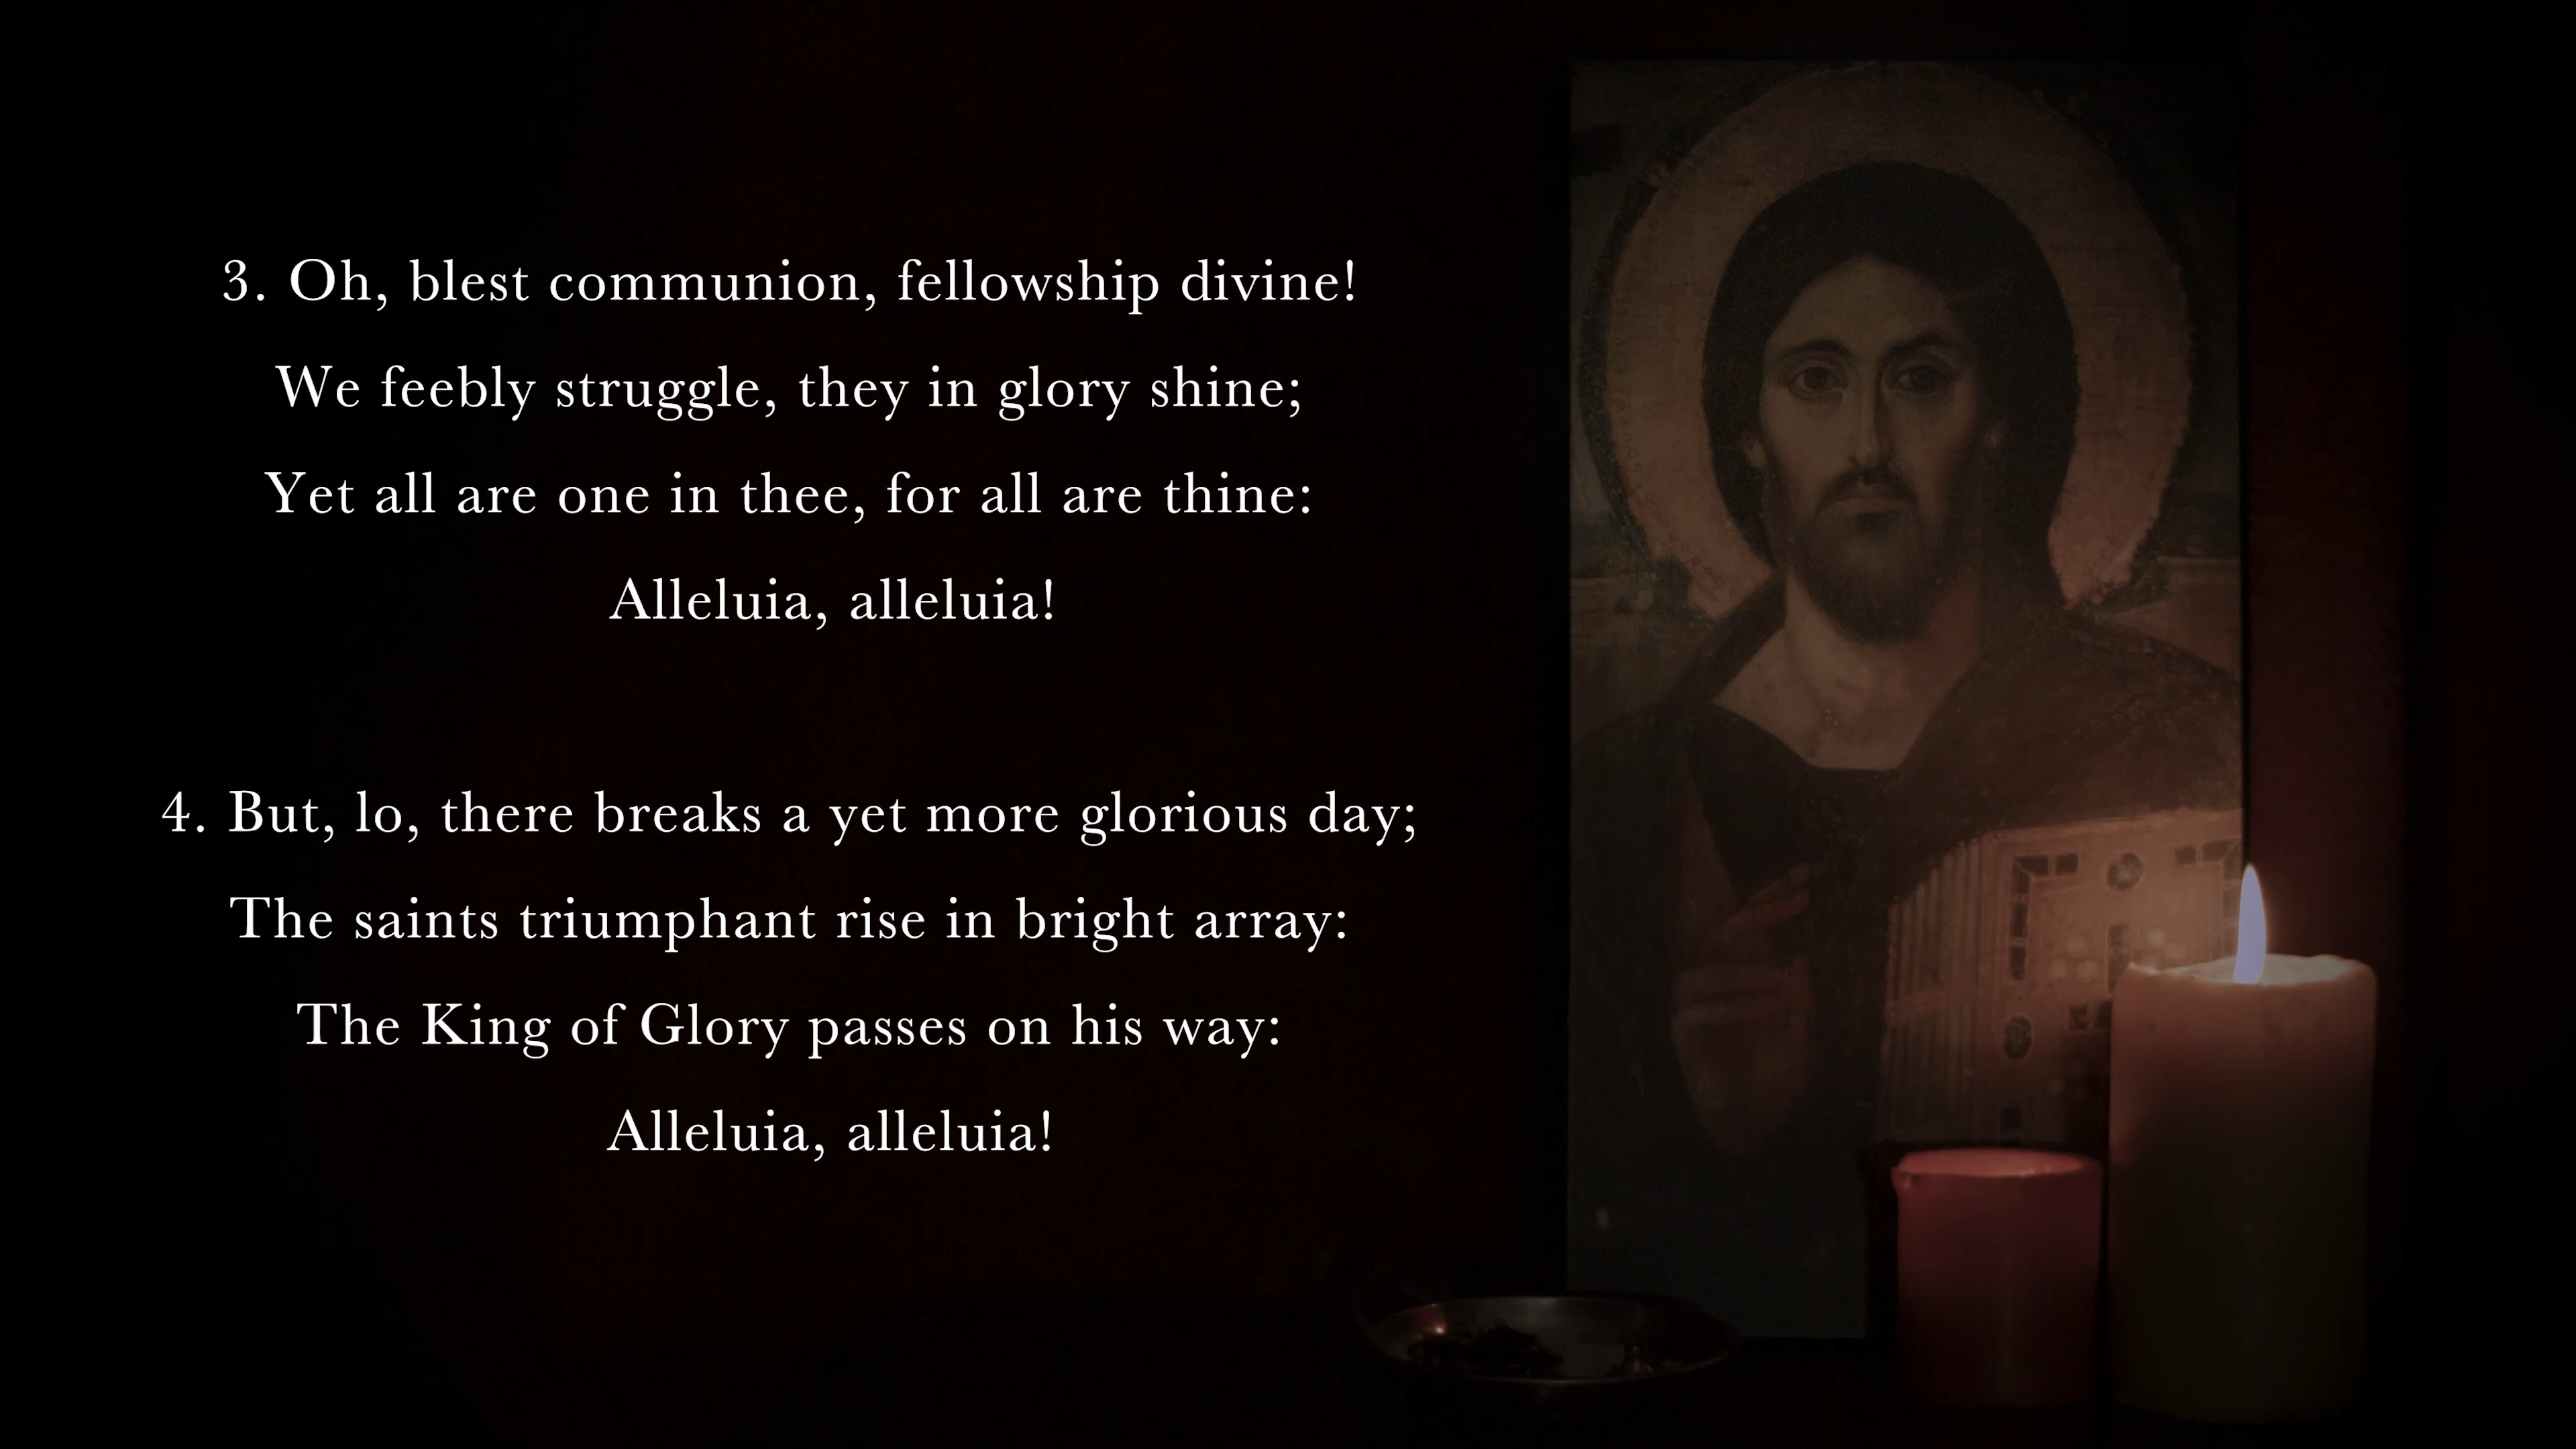 3. Oh, blest communion, fellowship divine!
We feebly struggle, they in glory shine;
Yet all are one in thee, for all are thine:
Alleluia, alleluia!
4. But, lo, there breaks a yet more glorious day;
The saints triumphant rise in bright array:
The King of Glory passes on his way:
Alleluia, alleluia!